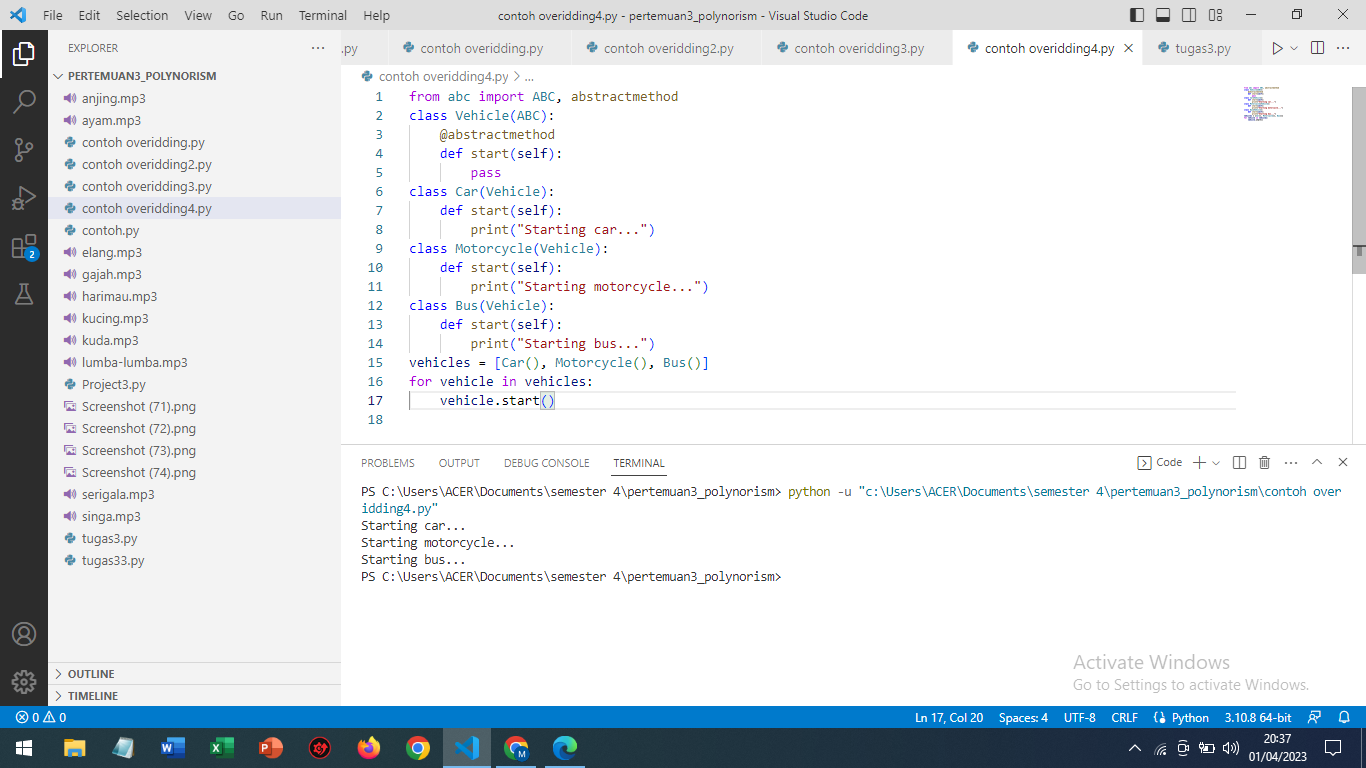 File Edit Selection View Go Run Terminal Help
contoh overidding4.py - pertemuan3_polynorism - Visual Studio Code
EXPLORER
PERTEMUAN3_POLYNORISM
anjing.mp3
ayam.mp3
contoh overidding.py
contoh overidding2.py
contoh overidding3.py
contoh overidding4.py
contoh.py
elang.mp3
gajah.mp3
harimau.mp3
kucing.mp3
kuda.mp3
lumba-lumba.mp3
Project3.py
Screenshot (71).png
Screenshot (72).png
Screenshot (73).png
Screenshot (74).png
serigala.mp3
singa.mp3
tugas3.py
tugas33.py
OUTLINE
TIMELINE
2
.py contoh overidding.py contoh overidding2.py contoh overidding3.py contoh overidding4.py tugas3.py
contoh overidding4.py > ...
1 from abc import ABC, abstractmethod
2 class Vehicle(ABC):
3     @abstractmethod
4     def start(self):
5         pass
6 class Car(Vehicle):
7     def start(self):
8         print("Starting car...")
9 class Motorcycle(Vehicle):
10     def start(self):
11         print("Starting motorcycle...")
12 class Bus(Vehicle):
13     def start(self):
14         print("Starting bus...")
15 vehicles = [Car(), Motorcycle(), Bus()]
16 for vehicle in vehicles:
17     vehicle.start()
18
PROBLEMS OUTPUT DEBUG CONSOLE TERMINAL
Code
PS C:\Users\ACER\Documents\semester 4\pertemuan3_polynorism> python -u "c:\Users\ACER\Documents\semester 4\pertemuan3_polynorism\contoh over
idding4.py"
Starting car...
Starting motorcycle...
Starting bus...
PS C:\Users\ACER\Documents\semester 4\pertemuan3_polynorism>
Activate Windows
Go to Settings to activate Windows.
0 0 Ln 17, Col 20 Spaces: 4 UTF-8 CRLF Python 3.10.8 64-bit
20:37
01/04/2023